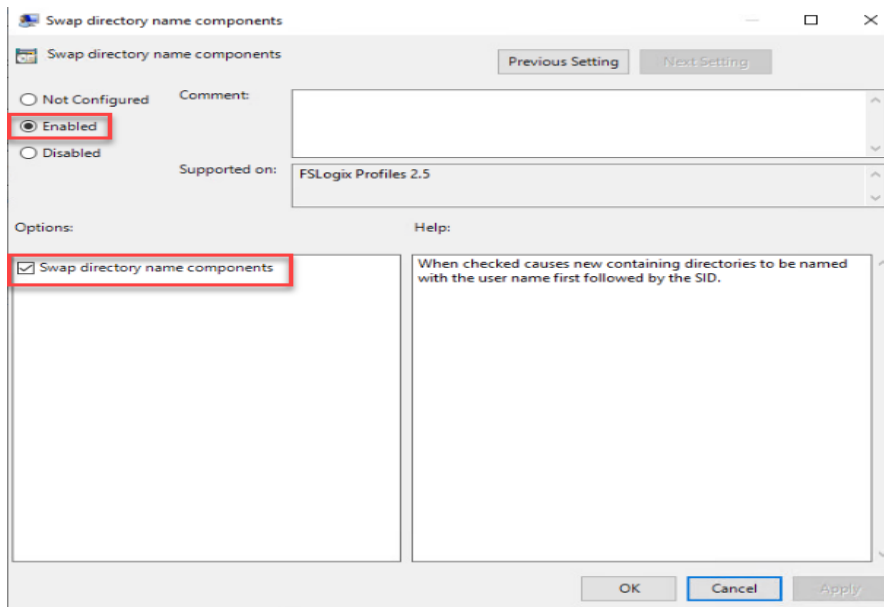 Swap directory name components
Swap directory name components
Previous Setting
Next Setting
Not Configured
Comment:
Enabled
Disabled
Supported on:
FSLogix Profiles 2.5
Options:
Help:
Swap directory name components
When checked causes new containing directories to be named
with the user name first followed by the SID.
OK
Cancel
Apply